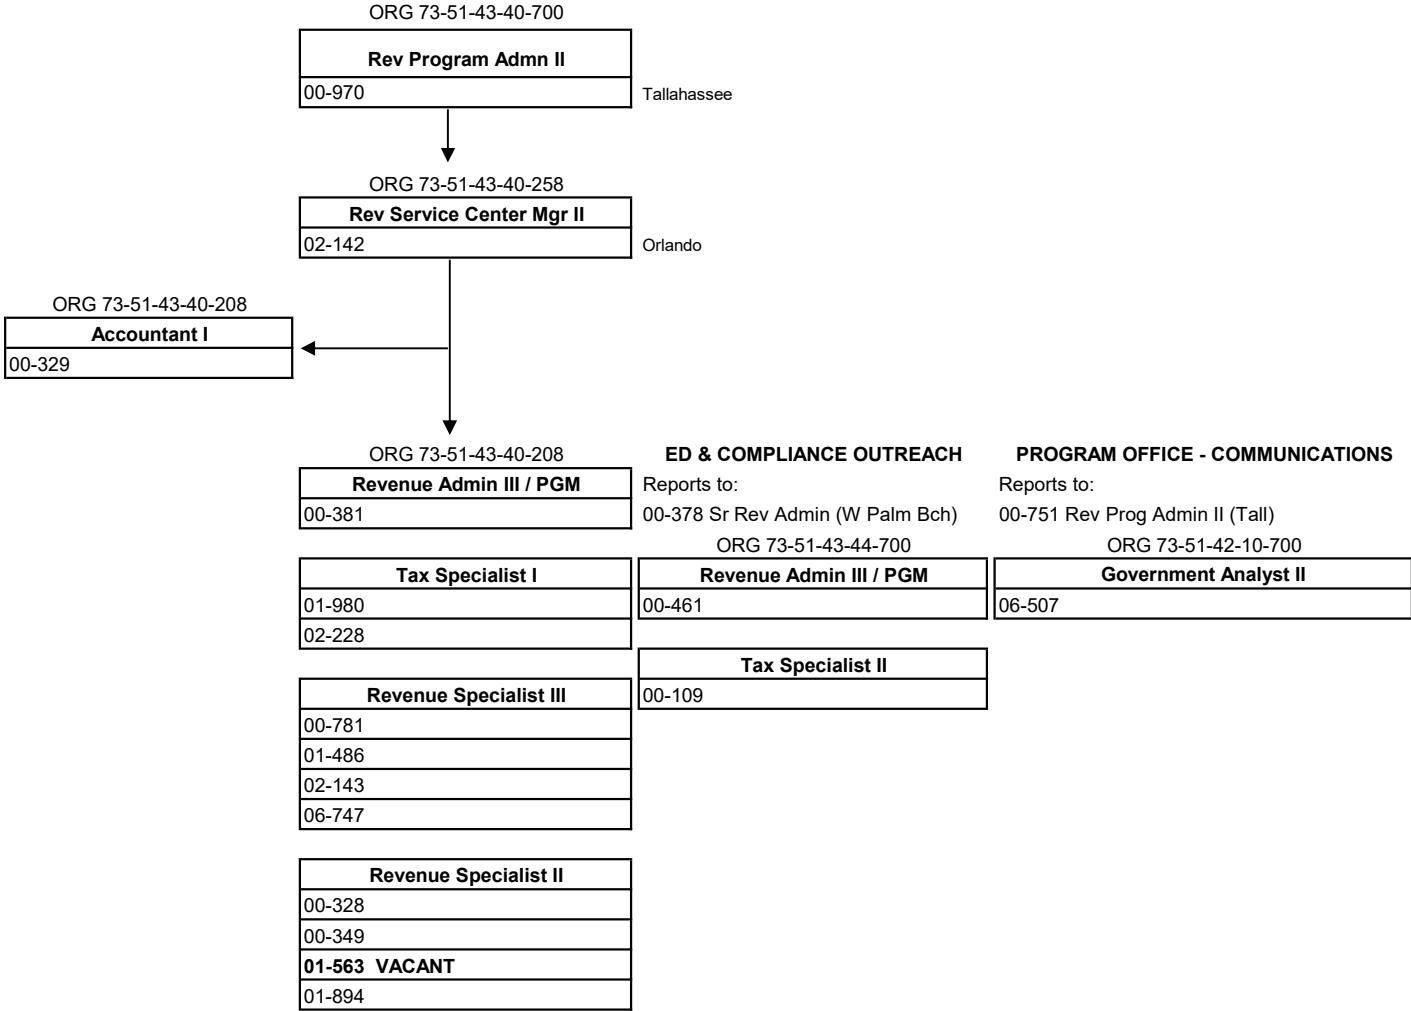 ORG 73-51-43-40-700
Rev Program Admn II
00-970
Tallahassee
ORG 73-51-43-40-258
Rev Service Center Mgr II
02-142
Orlando
ORG 73-51-43-40-208
Accountant I
00-329
ORG 73-51-43-40-208
Revenue Admin III / PGM
00-381
Tax Specialist I
01-980
02-228
Revenue Specialist III
00-781
01-486
02-143
06-747
Revenue Specialist II
00-328
00-349
01-563 VACANT
01-894
ED & COMPLIANCE OUTREACH
Reports to:
00-378 Sr Rev Admin (W Palm Bch)
ORG 73-51-43-44-700
Revenue Admin III / PGM
00-461
Tax Specialist II
00-109
PROGRAM OFFICE - COMMUNICATIONS
Reports to:
00-751 Rev Prog Admin II (Tall)
ORG 73-51-42-10-700
Government Analyst II
06-507